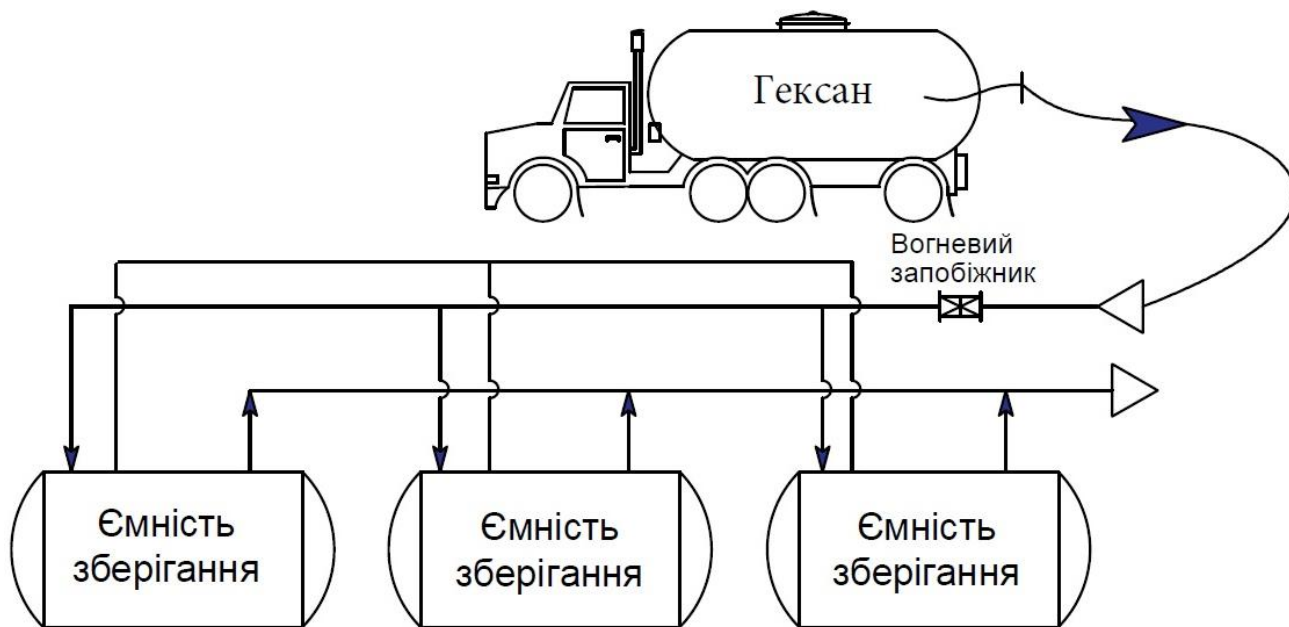 Гексан
Вогневий
запобіжник
Ємність
зберігання
Ємність
зберігання
Ємність
зберігання